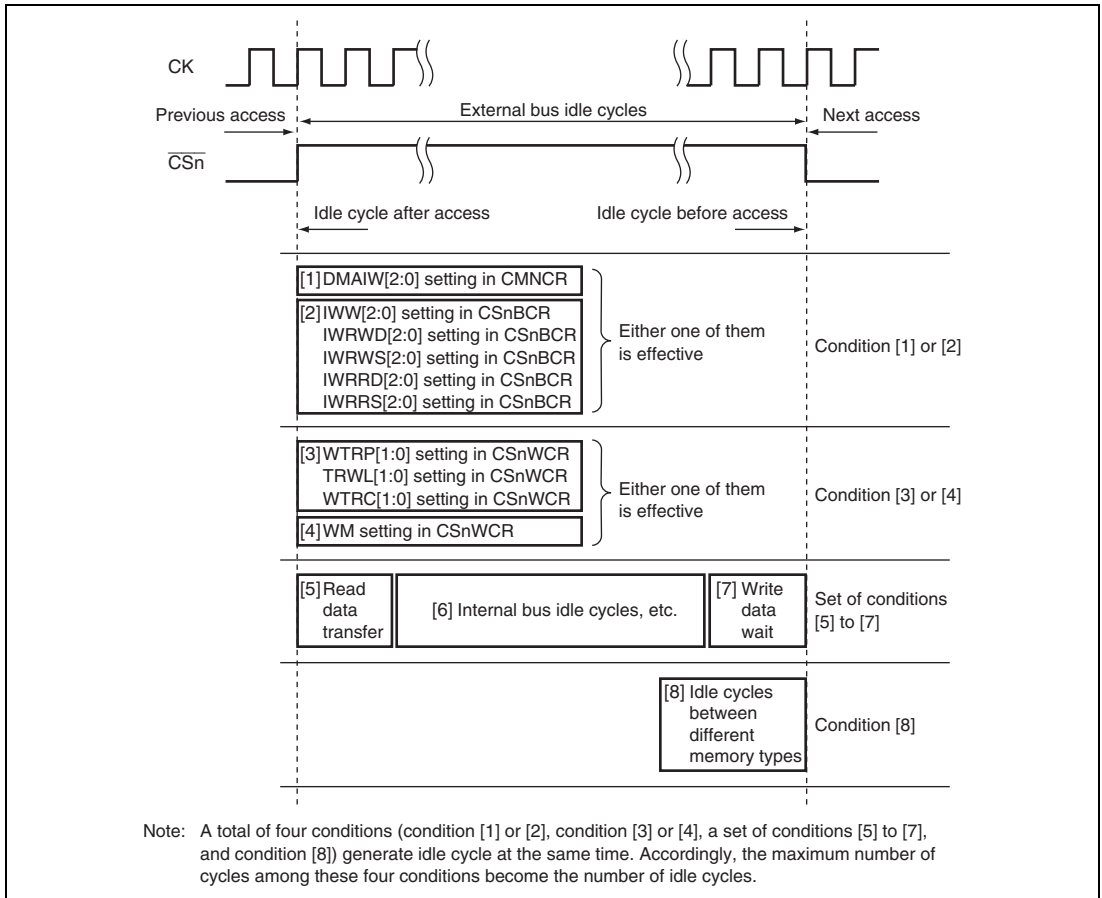 CK
Previous access
External bus idle cycles
Next access
CSn
Idle cycle after access
Idle cycle before access
[1] DMAIW[2:0] setting in CMNCR
[2] IWW[2:0] setting in CSnBCR
IWRWD[2:0] setting in CSnBCR
IWRWS[2:0] setting in CSnBCR
IWRRD[2:0] setting in CSnBCR
IWRRS[2:0] setting in CSnBCR
Either one of them
is effective
Condition [1] or [2]
[3] WTRP[1:0] setting in CSnWCR
TRWL[1:0] setting in CSnWCR
WTRC[1:0] setting in CSnWCR
[4] WM setting in CSnWCR
Either one of them
is effective
Condition [3] or [4]
[5] Read
data
transfer
[6] Internal bus idle cycles, etc.
[7] Write
data
wait
Set of conditions
[5] to [7]
[8] Idle cycles
between
different
memory types
Condition [8]
Note: A total of four conditions (condition [1] or [2], condition [3] or [4], a set of conditions [5] to [7],
and condition [8]) generate idle cycle at the same time. Accordingly, the maximum number of
cycles among these four conditions become the number of idle cycles.